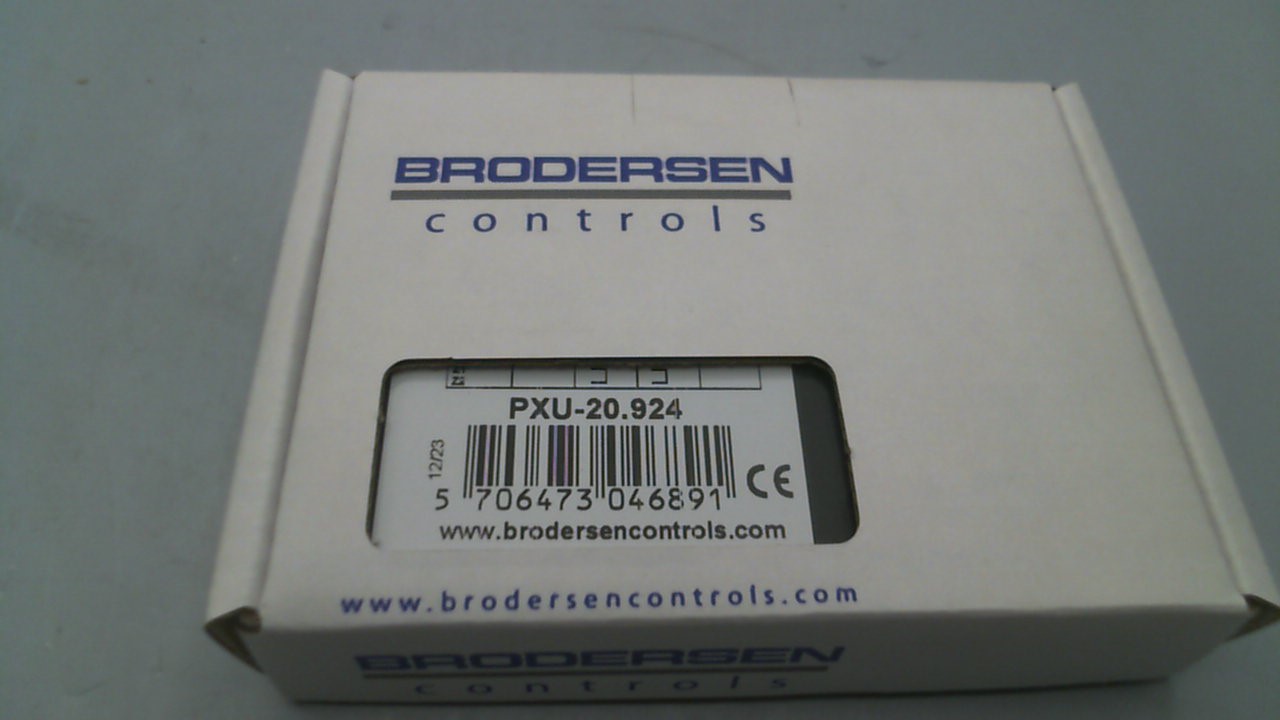 BRODERSEN
controls
PXU-20.924
12/23
5 706473 046891
CE
www.brodersencontrols.com
www.brodersencontrols.com
BRODERSEN
controls